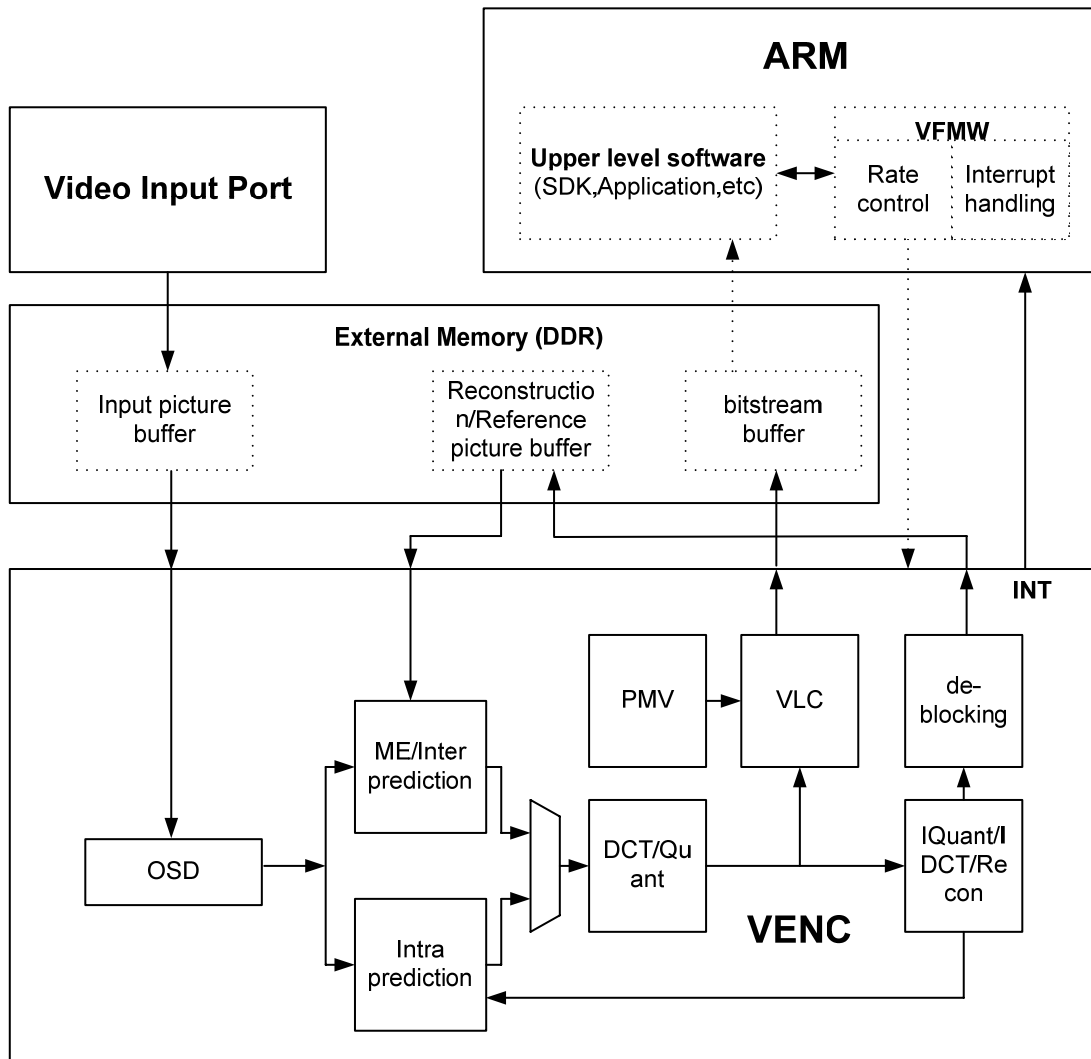 ARM
Video Input Port
Upper level software
(SDK,Application,etc)
VFMW
Rate
control
Interrupt
handling
External Memory (DDR)
Input picture
buffer
Reconstructio
n/Reference
picture buffer
bitstream
buffer
INT
PMV
VLC
de-
blocking
ME/Inter
prediction
OSD
DCT/Qu
ant
IQuant/I
DCT/Re
con
Intra
prediction
VENC